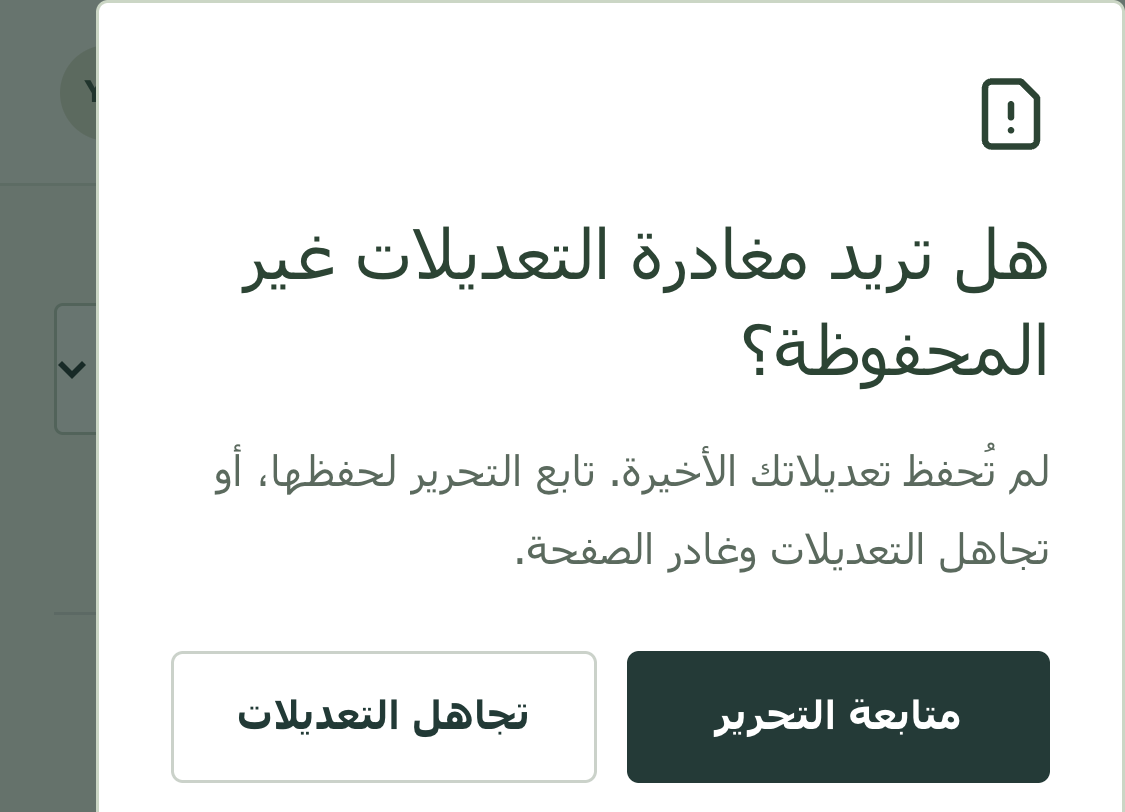 Y
هل تريد مغادرة التعديلات غير
المحفوظة؟
لم تُحفظ تعديلاتك الأخيرة. تابع التحرير لحفظها، أو
تجاهل التعديلات وغادر الصفحة.
متابعة التحرير
تجاهل التعديلات